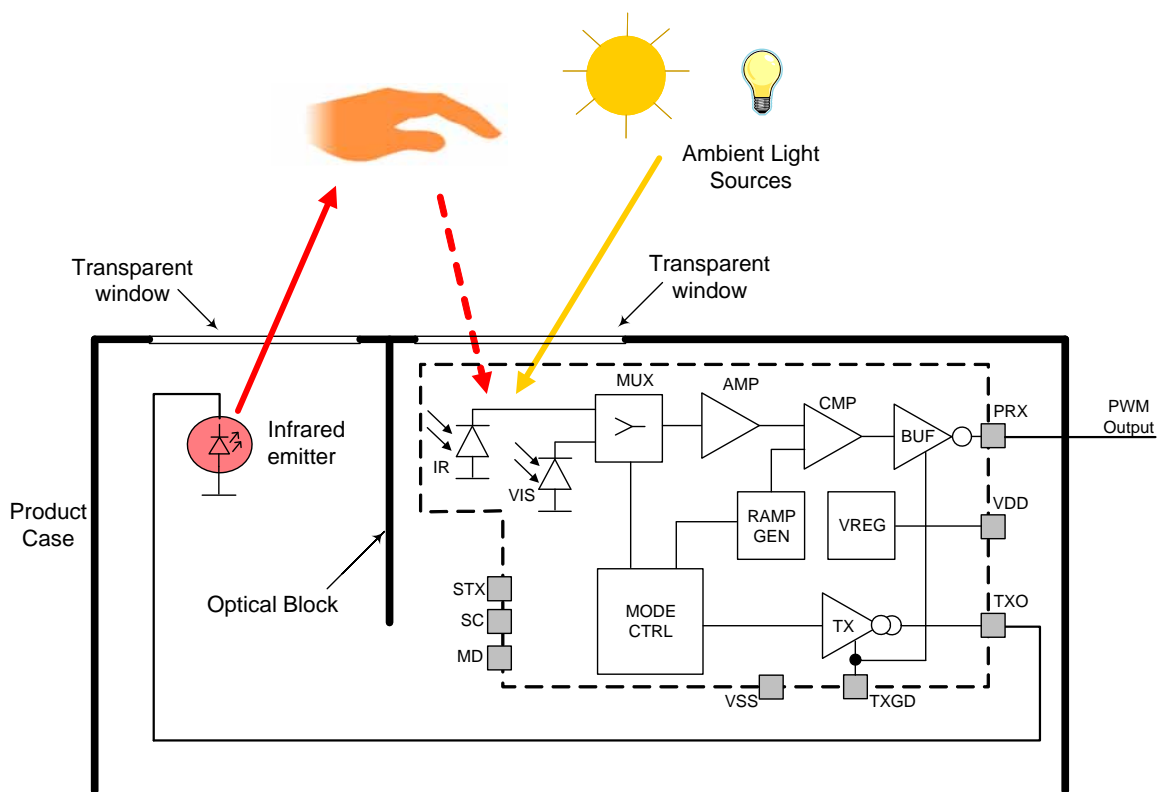 Ambient Light
Sources
Transparent
window
Transparent
window
MUX
AMP
CMP
PRX
PWM
Output
BUF
Infrared
emitter
IR
VIS
VDD
Product
Case
RAMP
GEN
VREG
Optical Block
STX
SC
MD
MODE
CTRL
TX
TXO
VSS
TXGD